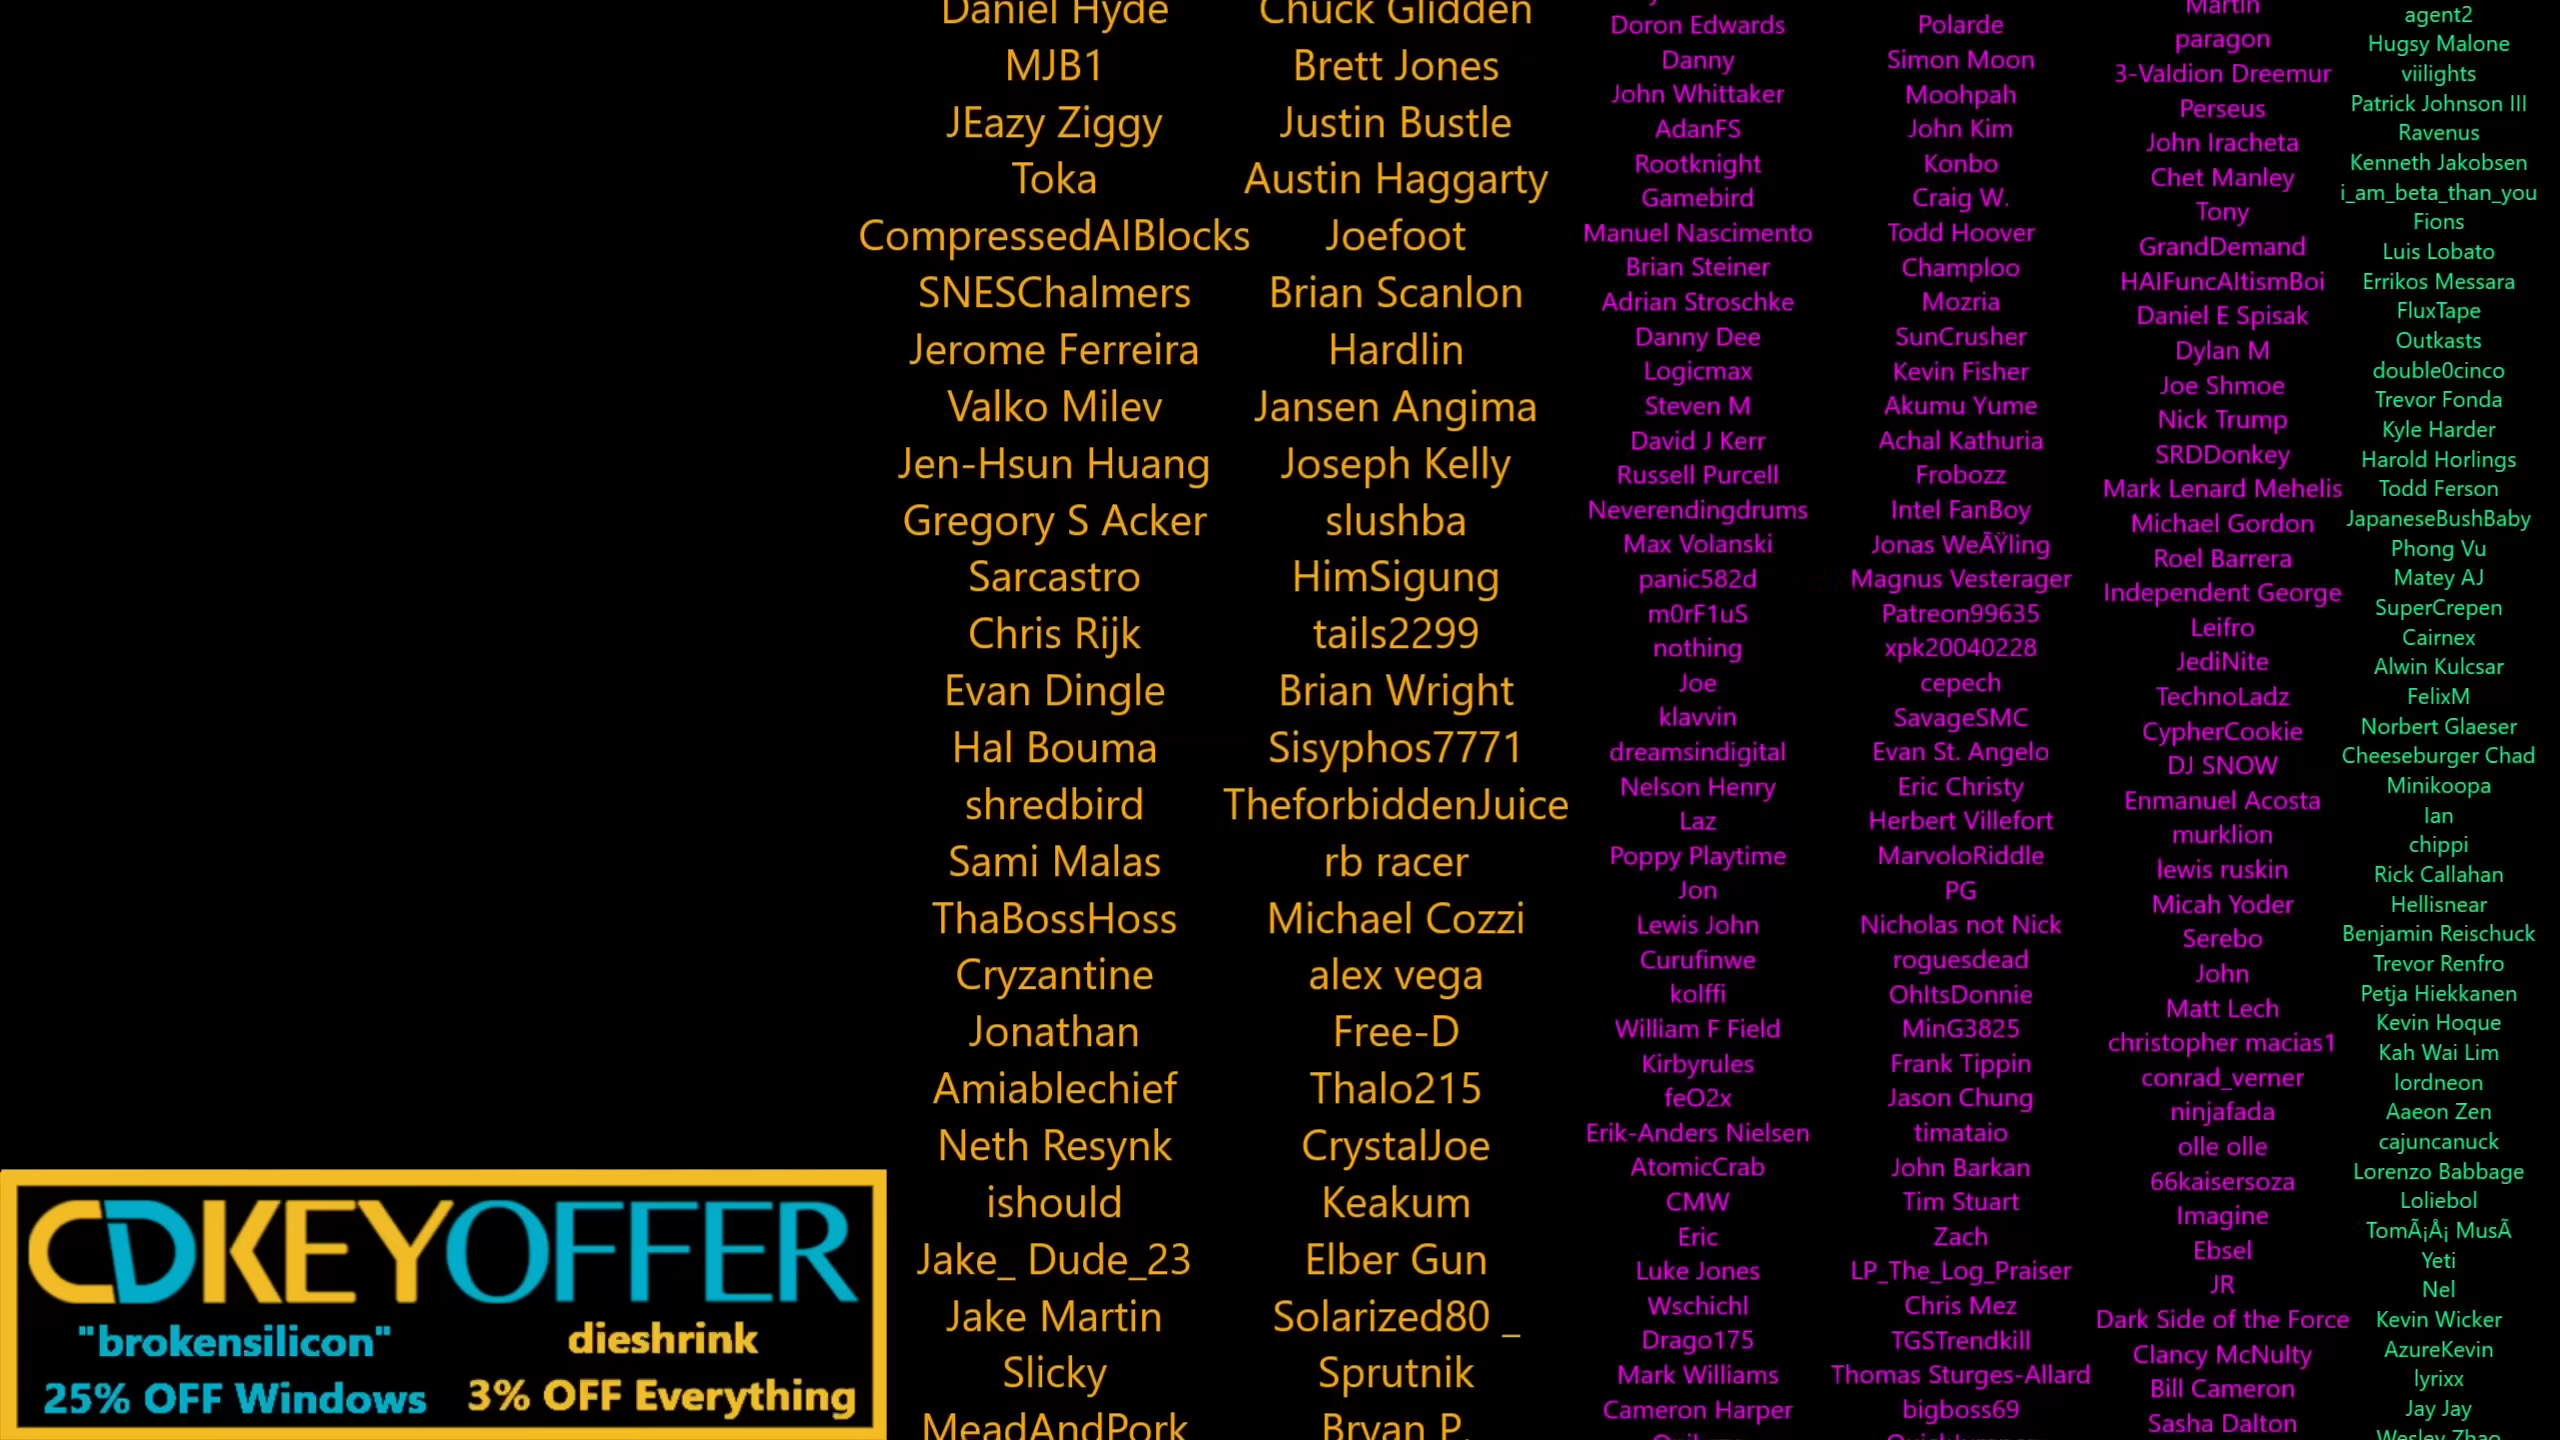 Daniel Hyde
MJB1
JEazy Ziggy
Toka
CompressedAIBlocks
SNESChalmers
Jerome Ferreira
Valko Milev
Jen-Hsun Huang
Gregory S Acker
Sarcastro
Chris Rijk
Evan Dingle
Hal Bouma
shredbird
Sami Malas
ThaBossHoss
Cryzantine
Jonathan
Amiablechief
Neth Resynk
ishould
Jake_ Dude_23
Jake Martin
Slicky
MeadAndPork
Chuck Glidden
Brett Jones
Justin Bustle
Austin Haggarty
Joefoot
Brian Scanlon
Hardlin
Jansen Angima
Joseph Kelly
slushba
HimSigung
tails2299
Brian Wright
Sisyphos7771
TheforbiddenJuice
rb racer
Michael Cozzi
alex vega
Free-D
Thalo215
CrystalJoe
Keakum
Elber Gun
Solarized80 _
Sprutnik
Bryan P.
Doron Edwards
Danny
John Whittaker
AdanFS
Rootknight
Gamebird
Manuel Nascimento
Brian Steiner
Adrian Stroschke
Danny Dee
Logicmax
Steven M
David J Kerr
Russell Purcell
Neverendingdrums
Max Volanski
panic582d
m0rF1uS
nothing
Joe
klavvin
dreamsindigital
Nelson Henry
Laz
Poppy Playtime
Jon
Lewis John
Curufinwe
kolffi
William F Field
Kirbyrules
feO2x
Erik-Anders Nielsen
AtomicCrab
CMW
Eric
Luke Jones
Wschichl
Drago175
Mark Williams
Cameron Harper
Polarde
Simon Moon
Moohpah
John Kim
Konbo
Craig W.
Todd Hoover
Champloo
Mozria
SunCrusher
Kevin Fisher
Akumu Yume
Achal Kathuria
Frobozz
Intel FanBoy
Jonas WeÃŸling
Magnus Vesterager
Patreon99635
xpk20040228
cepech
SavageSMC
Evan St. Angelo
Eric Christy
Herbert Villefort
MarvoloRiddle
PG
Nicholas not Nick
roguesdead
OhItsDonnie
MinG3825
Frank Tippin
Jason Chung
timataio
John Barkan
Tim Stuart
Zach
LP_The_Log_Praiser
Chris Mez
TGSTrendkill
Thomas Sturges-Allard
bigboss69
Martin
paragon
3-Valdion Dreemur
Perseus
John Iracheta
Chet Manley
Tony
GrandDemand
HAIFuncAltismBoi
Daniel E Spisak
Dylan M
Joe Shmoe
Nick Trump
SRDDonkey
Mark Lenard Mehelis
Michael Gordon
Roel Barrera
Independent George
Leifro
JediNite
TechnoLadz
CypherCookie
DJ SNOW
Enmanuel Acosta
murklion
lewis ruskin
Micah Yoder
Serebo
John
Matt Lech
christopher macias1
conrad_verner
ninjafada
olle olle
66kaisersoza
Imagine
Ebsel
JR
Dark Side of the Force
Clancy McNulty
Bill Cameron
Sasha Dalton
agent2
Hugsy Malone
viilights
Patrick Johnson III
Ravenus
Kenneth Jakobsen
i_am_beta_than_you
Fions
Luis Lobato
Errikos Messara
FluxTape
Outkasts
double0cinco
Trevor Fonda
Kyle Harder
Harold Horlings
Todd Ferson
JapaneseBushBaby
Phong Vu
Matey AJ
SuperCrepen
Cairnex
Alwin Kulcsar
FelixM
Norbert Glaeser
Cheeseburger Chad
Minikoopa
Ian
chippi
Rick Callahan
Hellisnear
Benjamin Reischuck
Trevor Renfro
Petja Hiekkanen
Kevin Hoque
Kah Wai Lim
lordneon
Aaeon Zen
cajuncanuck
Lorenzo Babbage
Loliebol
TomÃ¡Å¡ MusÃ
Yeti
Nel
Kevin Wicker
AzureKevin
lyrixx
Jay Jay
Wesley Zhao
CDKEYOFFER
"brokensilicon"
25% OFF Windows
dieshrink
3% OFF Everything